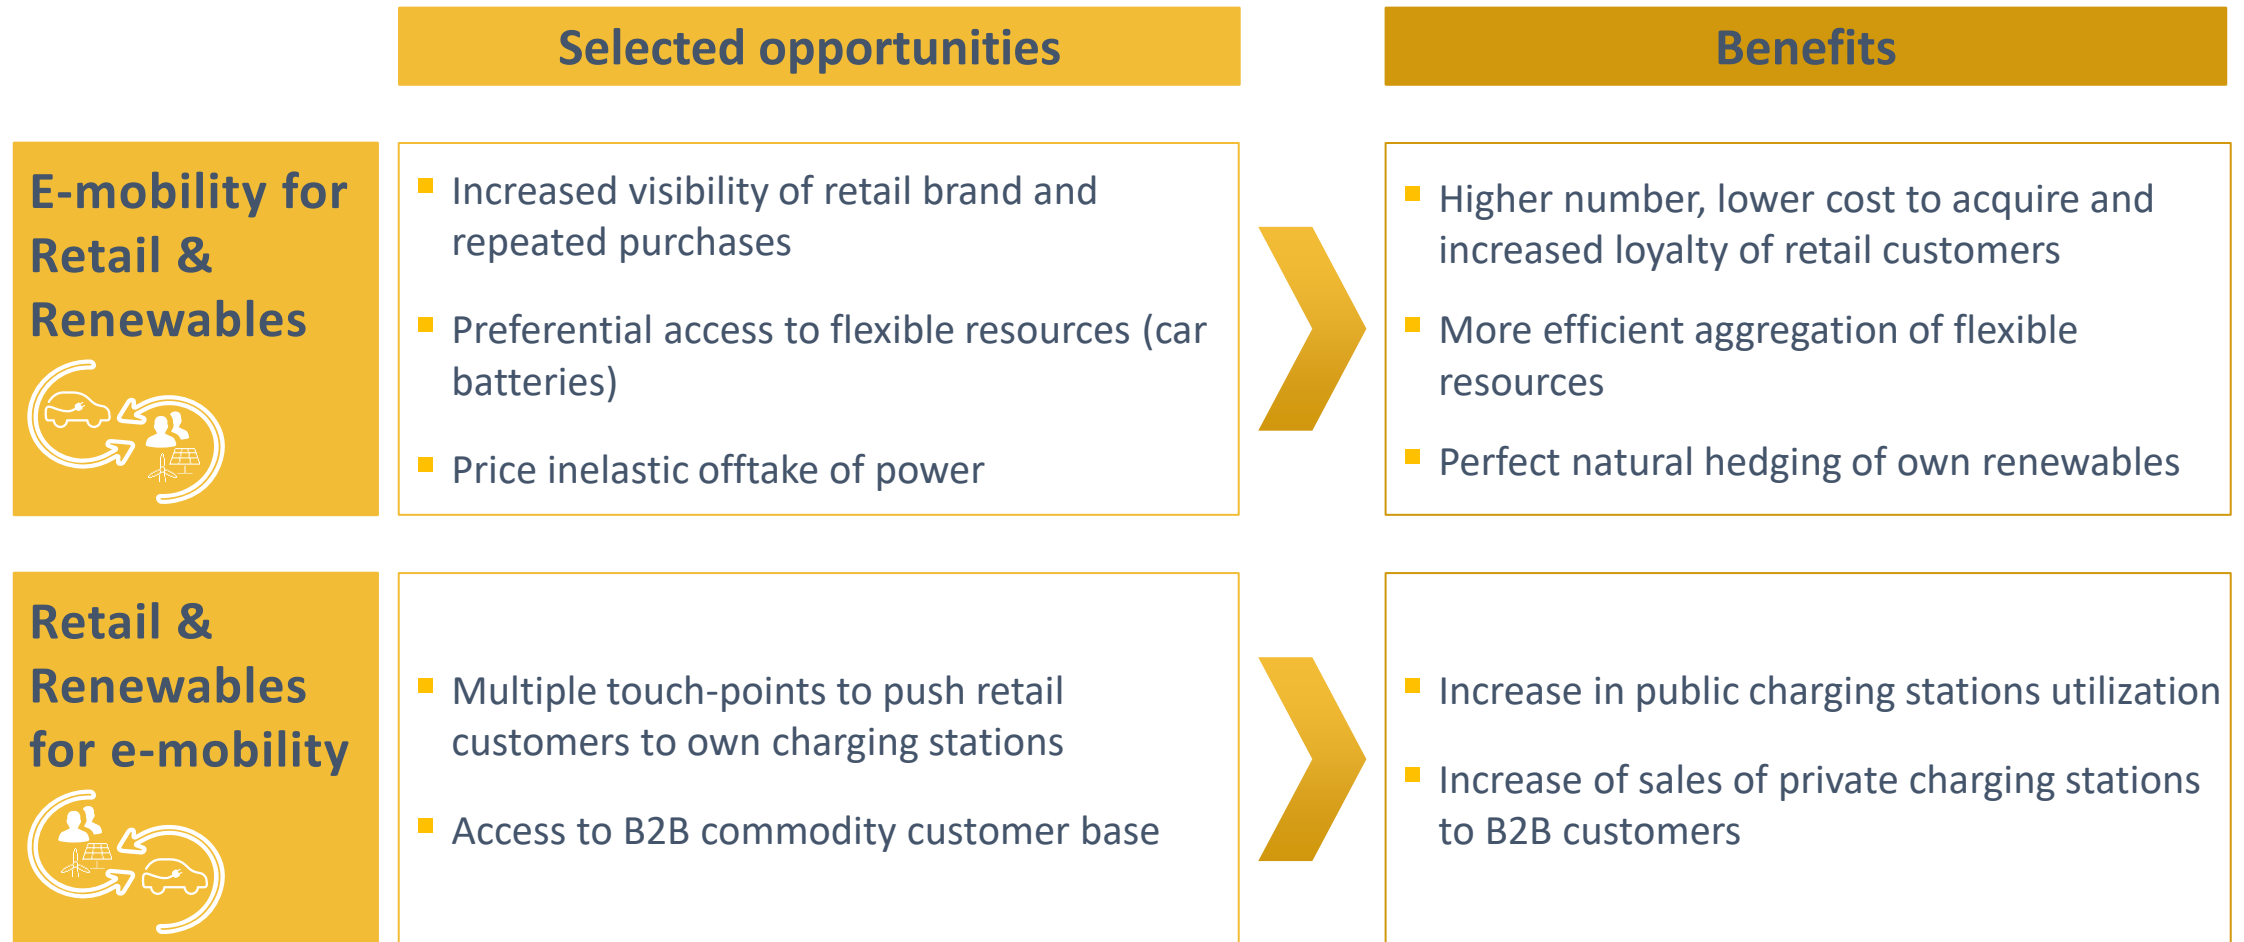 Selected opportunities
Benefits
E-mobility for
Retail &
Renewables
Increased visibility of retail brand and
repeated purchases
Preferential access to flexible resources (car
batteries)
Price inelastic offtake of power
Higher number, lower cost to acquire and
increased loyalty of retail customers
More efficient aggregation of flexible
resources
Perfect natural hedging of own renewables
Retail &
Renewables
for e-mobility
Multiple touch-points to push retail
customers to own charging stations
Access to B2B commodity customer base
Increase in public charging stations utilization
Increase of sales of private charging stations
to B2B customers